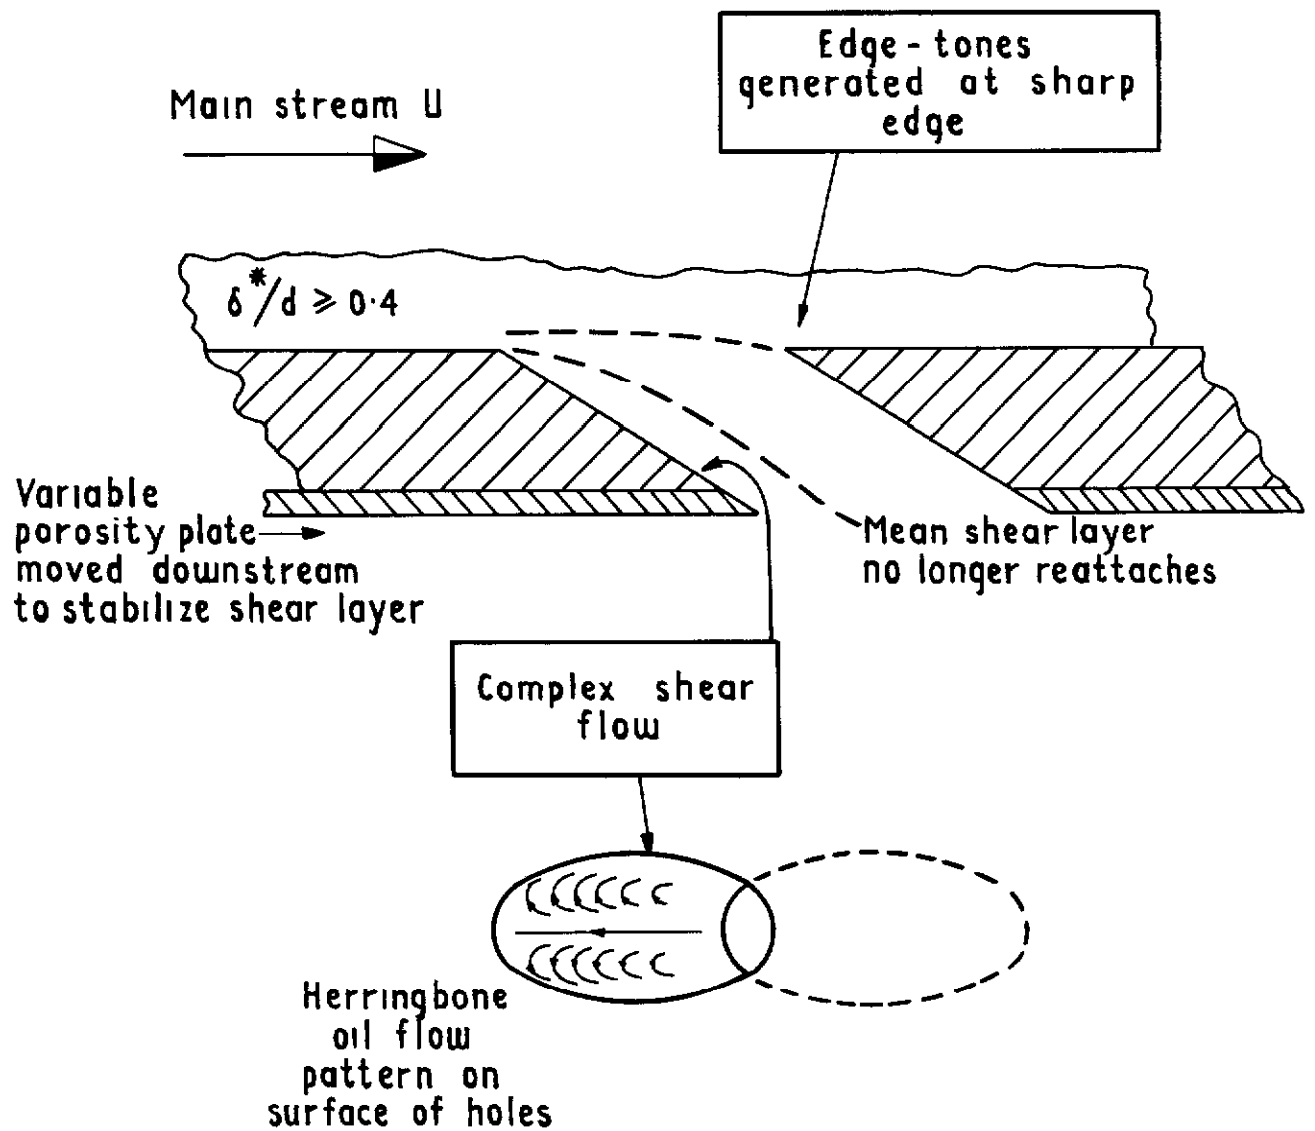 Edge-tones
generated at sharp
edge
Main stream U
δ*/d ⩾ 0·4
Variable
porosity plate
moved downstream
to stabilize shear layer
Mean shear layer
no longer reattaches
Complex shear
flow
Herringbone
oil flow
pattern on
surface of holes